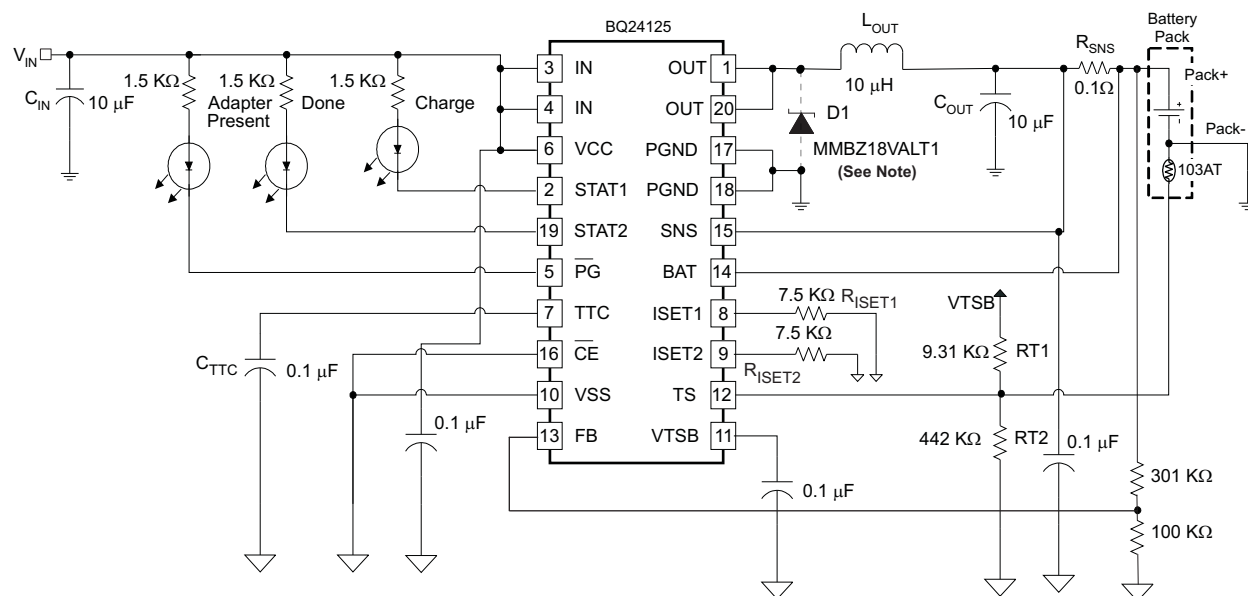 BQ24125
V_IN
C_IN
10 µF
1.5 KΩ
1.5 KΩ
1.5 KΩ
Adapter
Present
Done
Charge
3 IN
4 IN
6 VCC
2 STAT1
19 STAT2
5 P̅G̅
7 TTC
16 C̅E̅
10 VSS
13 FB
OUT 1
OUT 20
PGND 17
PGND 18
SNS 15
BAT 14
ISET1 8
ISET2 9
TS 12
VTSB 11
C_TTC
0.1 µF
0.1 µF
L_OUT
10 µH
D1
MMBZ18VALT1
(See Note)
C_OUT
10 µF
R_SNS
0.1Ω
Battery
Pack
Pack+
+
-
Pack-
103AT
7.5 KΩ
R_ISET1
7.5 KΩ
R_ISET2
VTSB
9.31 KΩ
RT1
442 KΩ
RT2
0.1 µF
0.1 µF
301 KΩ
100 KΩ